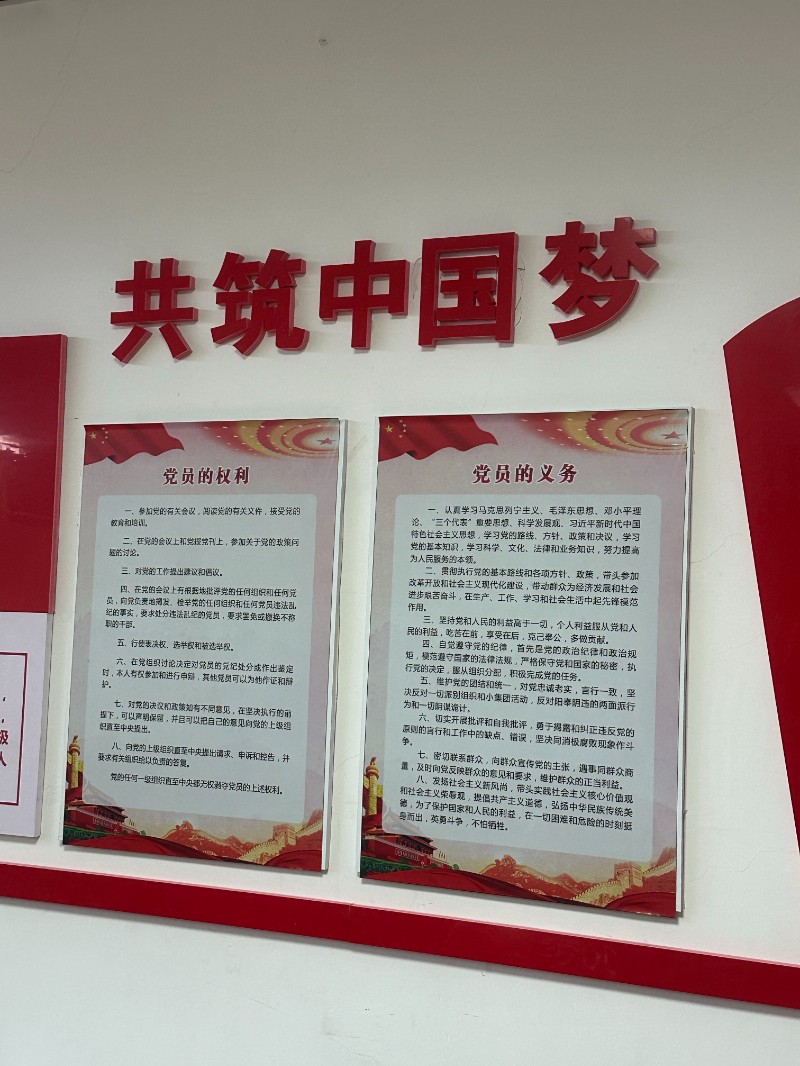 共筑中国梦
党员的权利
一、参加党的有关会议，阅读党的有关文件，接受党的
教育和培训。
二、在党的会议上和党报党刊上，参加关于党的政策问
题的讨论。
三、对党的工作提出建议和倡议。
四、在党的会议上有根据地批评党的任何组织和任何党
员，向党负责地揭发、检举党的任何组织和任何党员违法乱
纪的事实，要求处分违法乱纪的党员，要求罢免或撤换不称
职的干部。
五、行使表决权、选举权和被选举权。
六、在党组织讨论决定对党员的党纪处分或作出鉴定
时，本人有权参加和进行申辩，其他党员可以为他作证和辩
护。
七、对党的决议和政策如有不同意见，在坚决执行的前
提下，可以声明保留，并且可以把自己的意见向党的上级组
织直至中央提出。
八、向党的上级组织直至中央提出请求、申诉和控告，并
要求有关组织给以负责的答复。
党的任何一级组织直至中央都无权剥夺党员的上述权利。
党员的义务
一、认真学习马克思列宁主义、毛泽东思想、邓小平理
论、“三个代表”重要思想、科学发展观、习近平新时代中国
特色社会主义思想，学习党的路线、方针、政策和决议，学习
党的基本知识，学习科学、文化、法律和业务知识，努力提高
为人民服务的本领。
二、贯彻执行党的基本路线和各项方针、政策，带头参加
改革开放和社会主义现代化建设，带动群众为经济发展和社会
进步艰苦奋斗，在生产、工作、学习和社会生活中起先锋模范
作用。
三、坚持党和人民的利益高于一切，个人利益服从党和人
民的利益，吃苦在前，享受在后，克己奉公，多做贡献。
四、自觉遵守党的纪律，首先是党的政治纪律和政治规
矩，模范遵守国家的法律法规，严格保守党和国家的秘密，执
行党的决定，服从组织分配，积极完成党的任务。
五、维护党的团结和统一，对党忠诚老实，言行一致，坚
决反对一切派别组织和小集团活动，反对阳奉阴违的两面派行
为和一切阴谋诡计。
六、切实开展批评和自我批评，勇于揭露和纠正违反党的
原则的言行和工作中的缺点、错误，坚决同消极腐败现象作斗
争。
七、密切联系群众，向群众宣传党的主张，遇事同群众商
量，及时向党反映群众的意见和要求，维护群众的正当利益。
八、发扬社会主义新风尚，带头实践社会主义核心价值观
和社会主义荣辱观，提倡共产主义道德，弘扬中华民族传统美
德，为了保护国家和人民的利益，在一切困难和危险的时刻挺
身而出，英勇斗争，不怕牺牲。
级
人